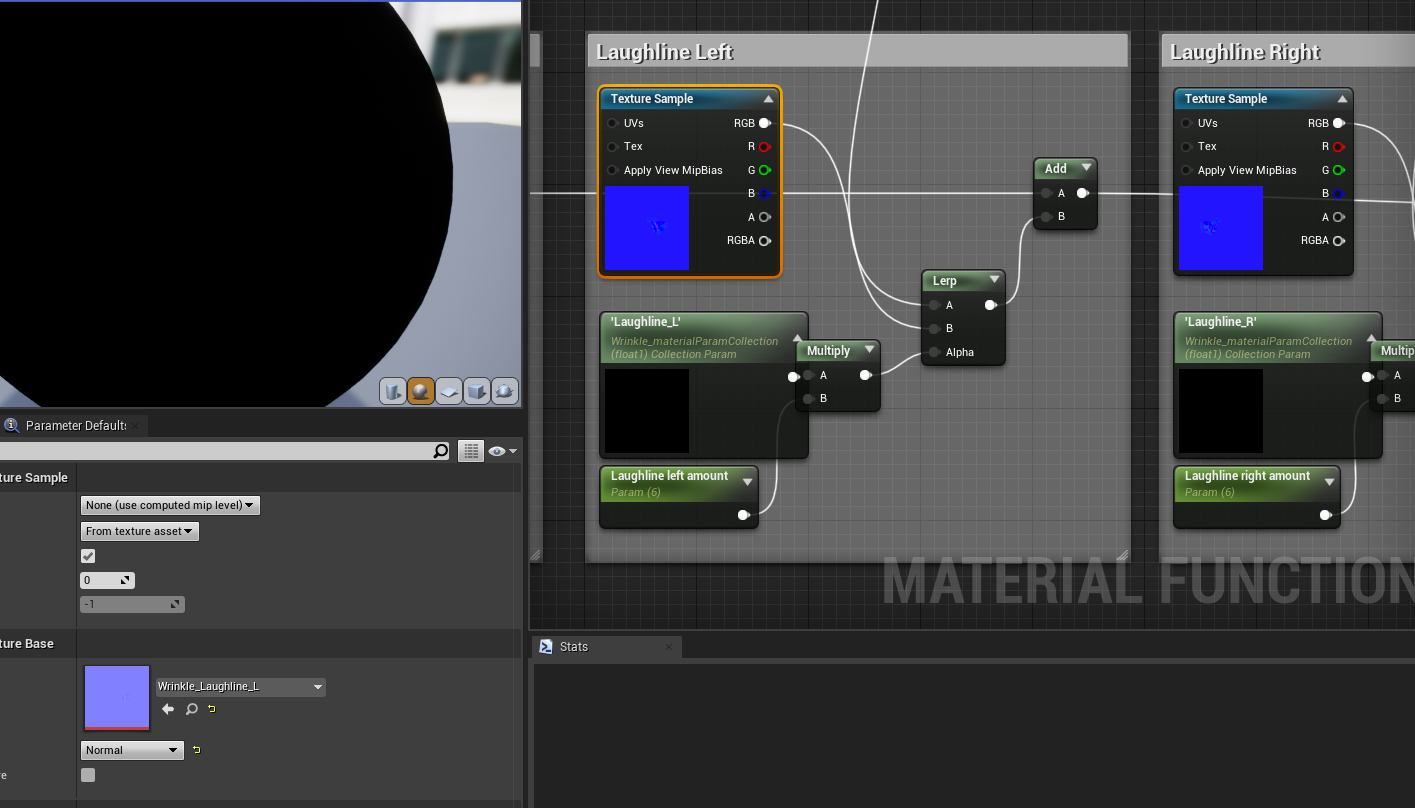 Laughline Left
Laughline Right
Texture Sample
UVs
RGB
Tex
R
Apply View MipBias
G
B
A
RGBA
Add
A
B
Lerp
A
B
Alpha
'Laughline_L'
Wrinkle_materialParamCollection
(float1) Collection Param
Multiply
A
B
Laughline left amount
Param (6)
Texture Sample
UVs
RGB
Tex
R
Apply View MipBias
G
B
A
RGBA
'Laughline_R'
Wrinkle_materialParamCollection
(float1) Collection Param
Multip
A
B
Laughline right amount
Param (6)
MATERIAL FUNCTION
Parameter Defaults
ture Sample
None (use computed mip level)
From texture asset
0
-1
ture Base
Wrinkle_Laughline_L
Normal
e
Stats